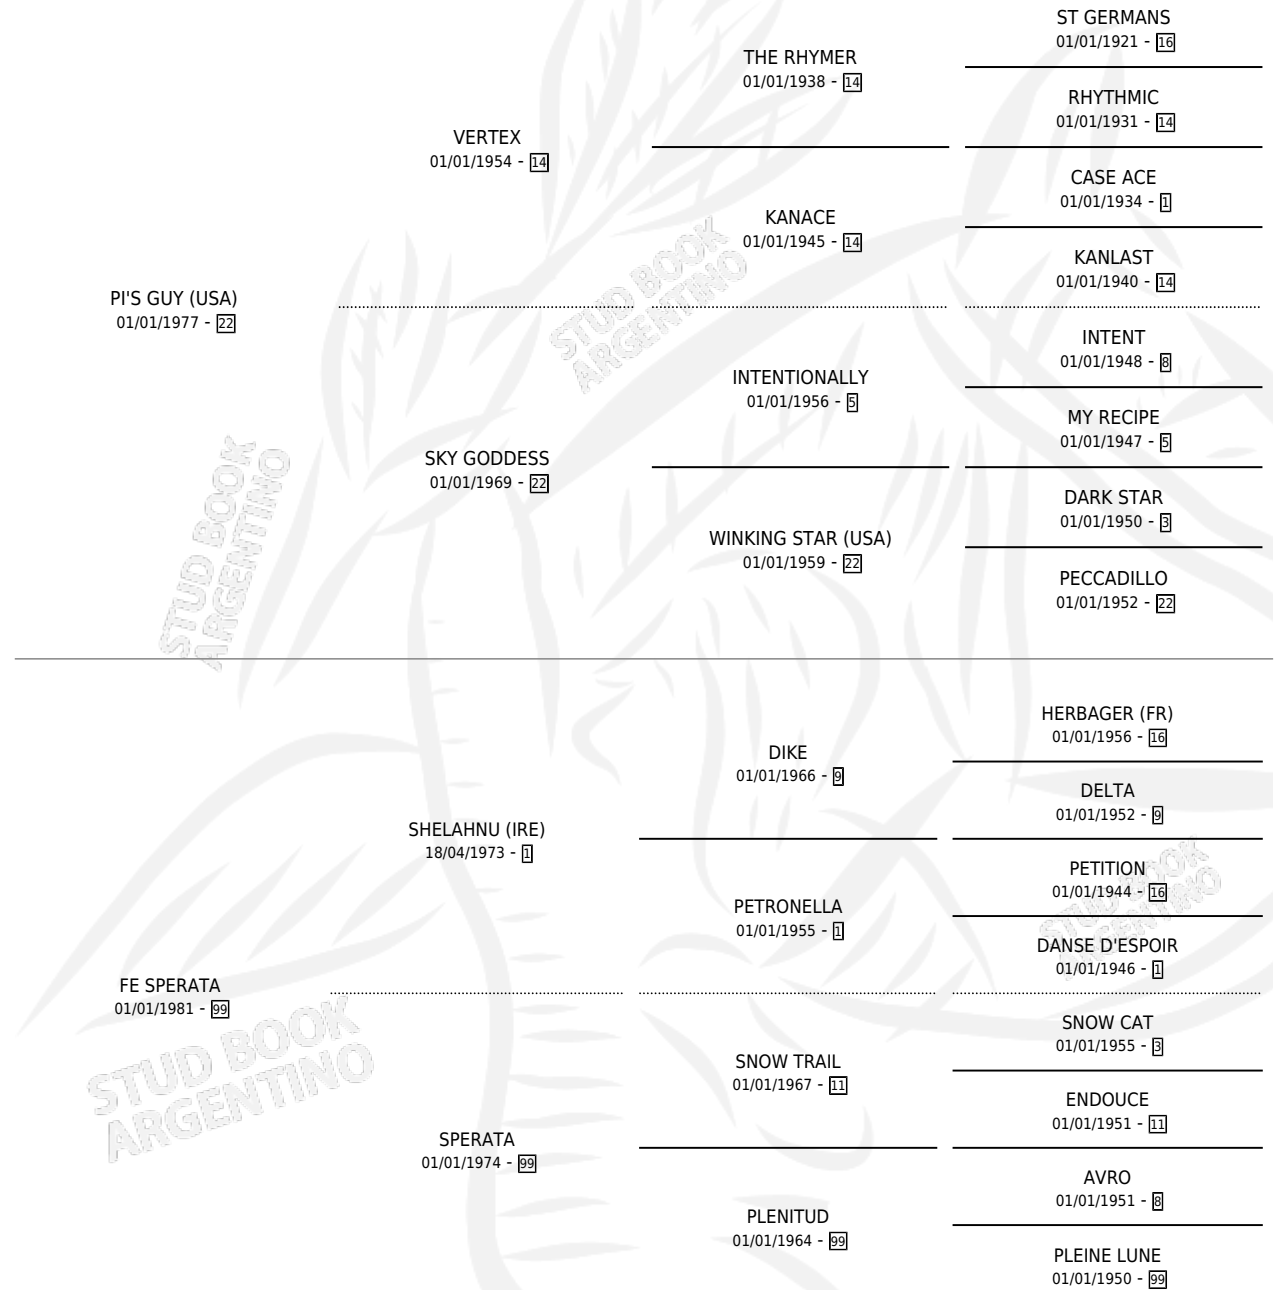 ST GERMANS
01/01/1921 - 16
THE RHYMER
01/01/1938 - 14
RHYTHMIC
01/01/1931 - 14
VERTEX
01/01/1954 - 14
CASE ACE
01/01/1934 - 1
KANACE
01/01/1945 - 14
KANLAST
01/01/1940 - 14
PI'S GUY (USA)
01/01/1977 - 22
INTENT
01/01/1948 - 8
INTENTIONALLY
01/01/1956 - 5
MY RECIPE
01/01/1947 - 5
SKY GODDESS
01/01/1969 - 22
DARK STAR
01/01/1950 - 3
WINKING STAR (USA)
01/01/1959 - 22
PECCADILLO
01/01/1952 - 22
STUD BOOK
ARGENTINO
STUD BOOK
ARGENTINO
HERBAGER (FR)
01/01/1956 - 16
DIKE
01/01/1966 - 9
DELTA
01/01/1952 - 9
SHELAHNU (IRE)
18/04/1973 - 1
PETITION
01/01/1944 - 16
PETRONELLA
01/01/1955 - 1
DANSE D'ESPOIR
01/01/1946 - 1
STUD BOOK
ARGENTINO
FE SPERATA
01/01/1981 - 99
SNOW CAT
01/01/1955 - 3
SNOW TRAIL
01/01/1967 - 11
ENDOUCE
01/01/1951 - 11
SPERATA
01/01/1974 - 99
AVRO
01/01/1951 - 8
PLENITUD
01/01/1964 - 99
PLEINE LUNE
01/01/1950 - 99
STUD BOOK
ARGENTINO